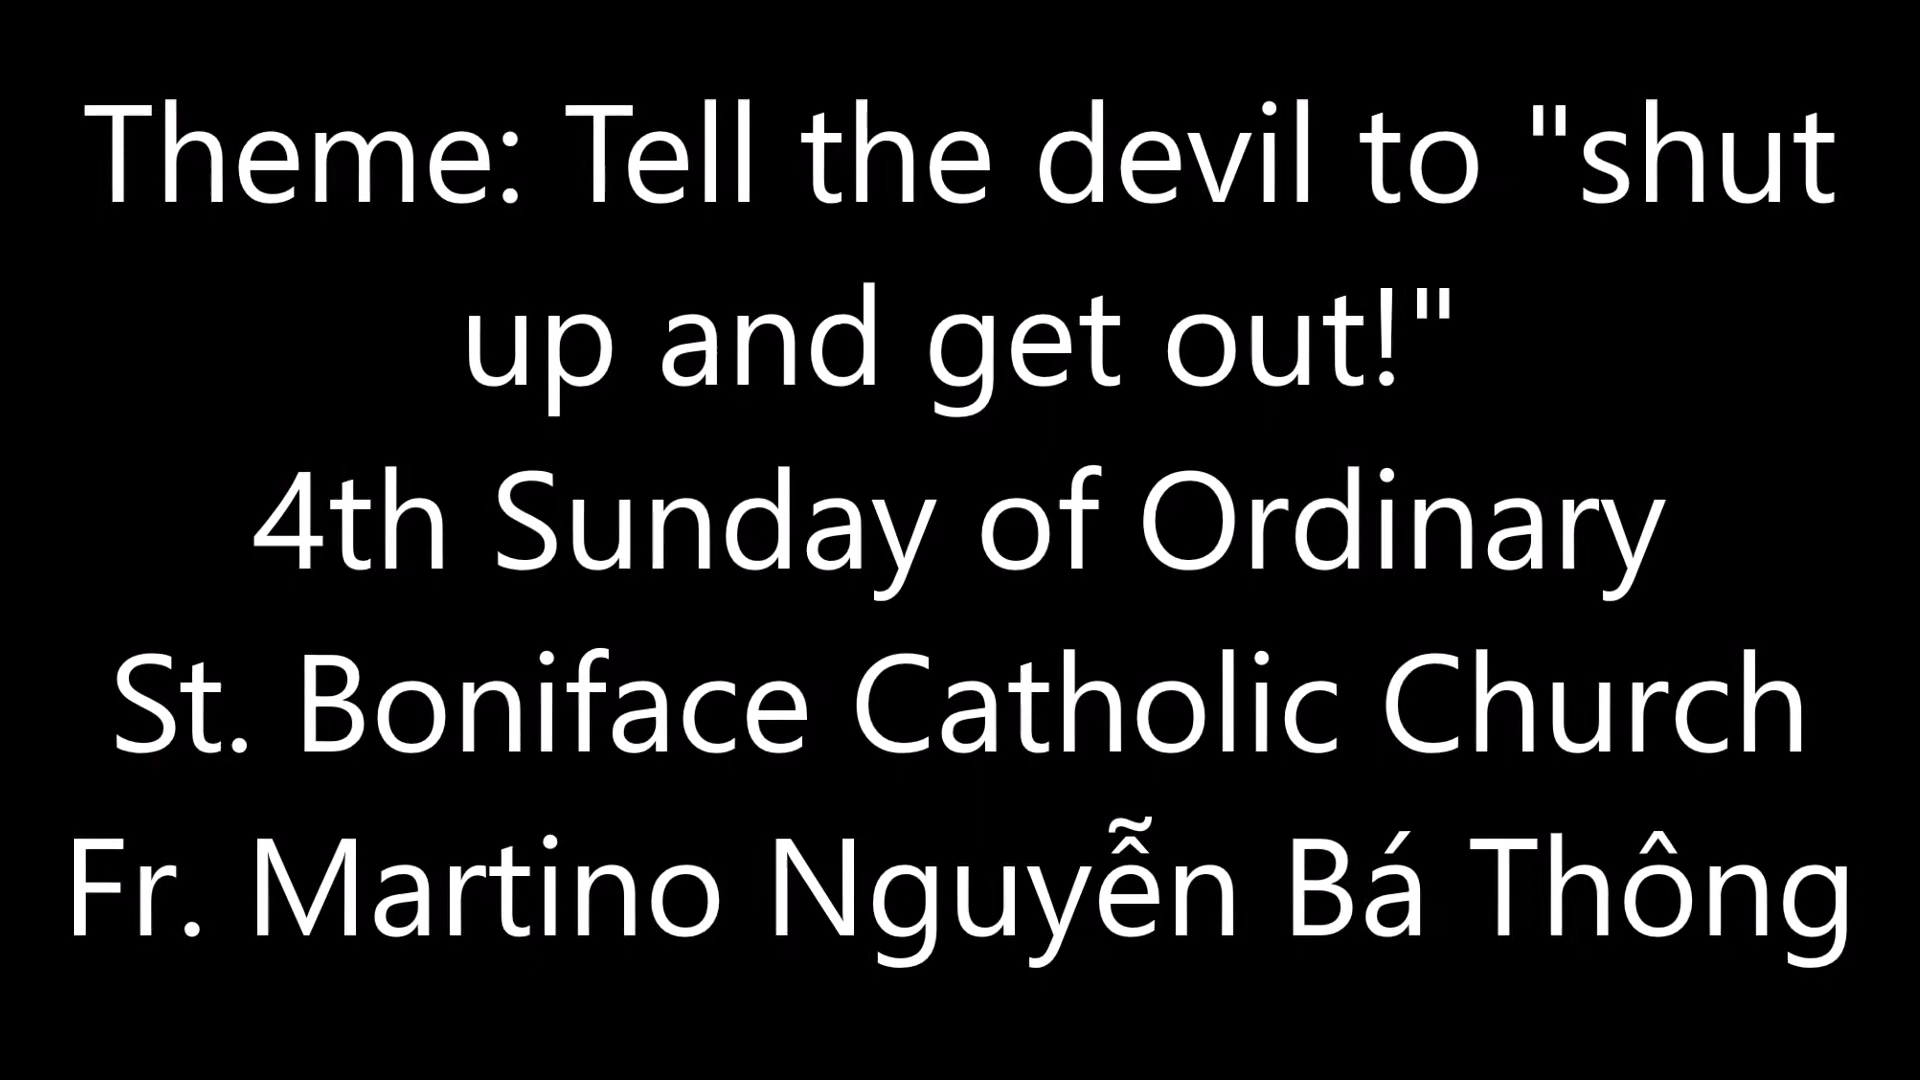 Theme: Tell the devil to "shut
up and get out!"
4th Sunday of Ordinary
St. Boniface Catholic Church
Fr. Martino Nguyễn Bá Thông